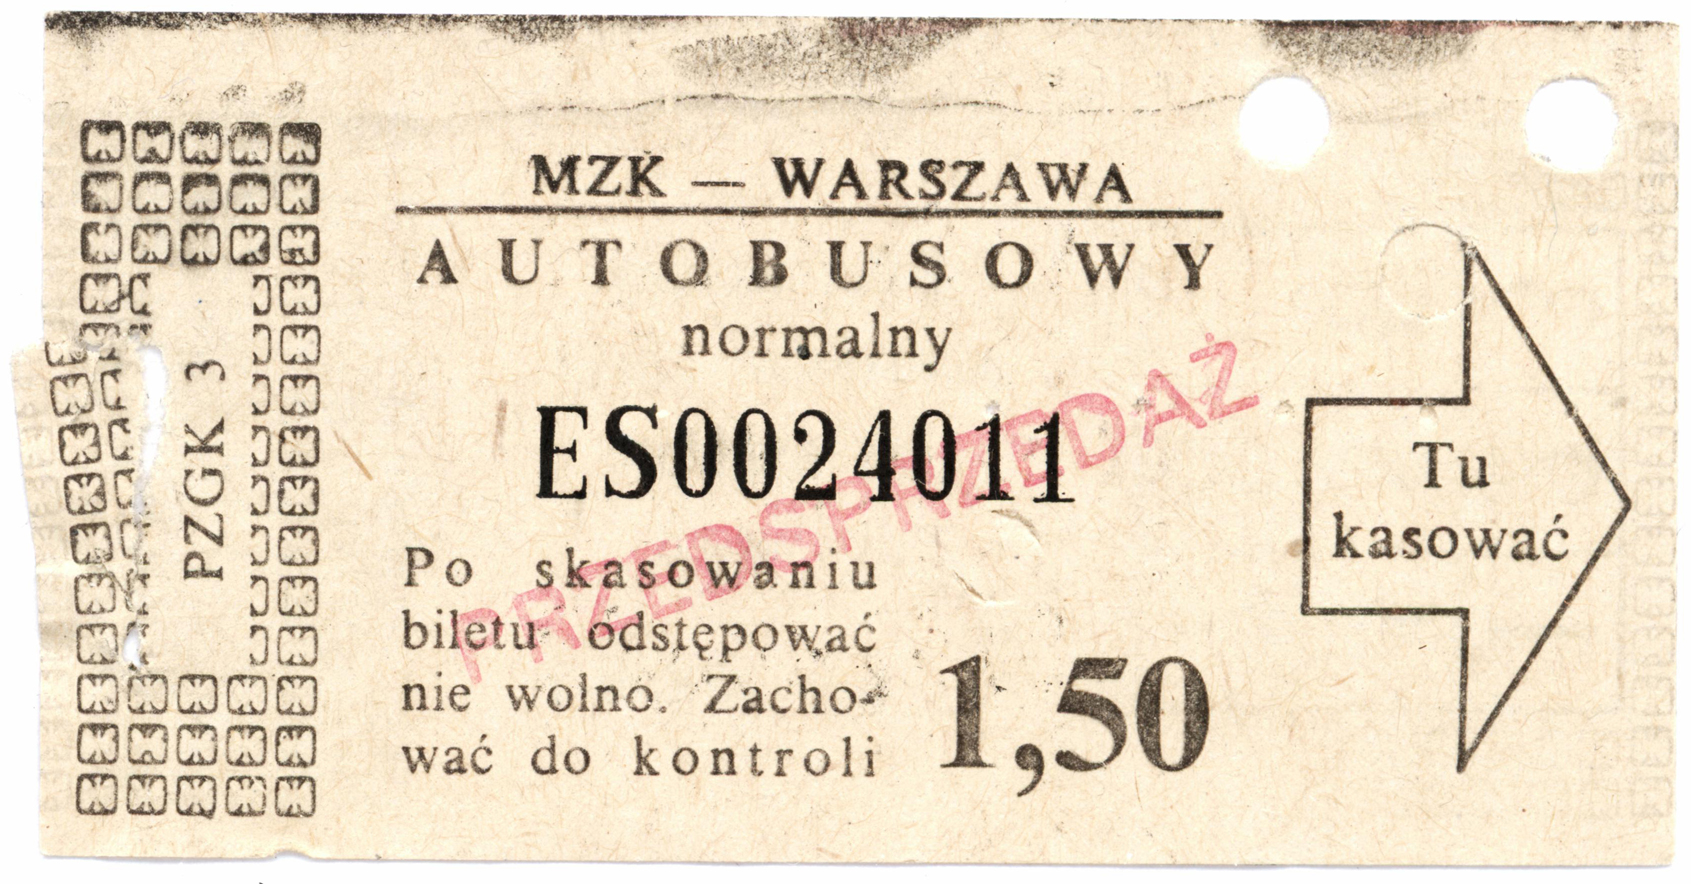 MZK — WARSZAWA
AUTOBUSOWY
normalny
ES0024011
PRZEDSPRZEDAŻ
Po skasowaniu
biletu odstępować
nie wolno. Zacho-
wać do kontroli
1,50
Tu
kasować
PZGK 3